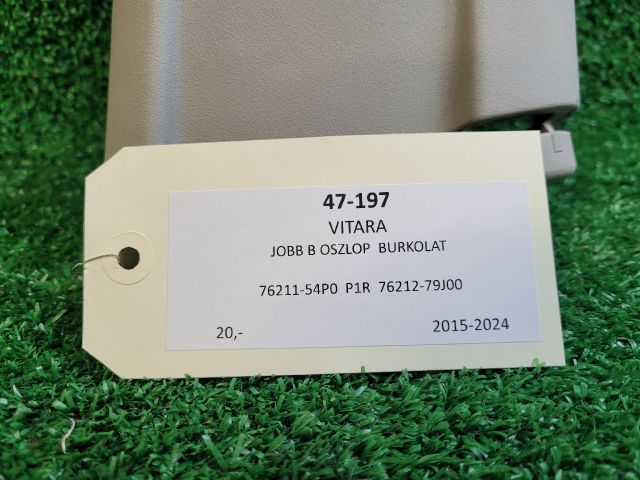 47-197
VITARA
JOBB B OSZLOP BURKOLAT
76211-54P0 P1R 76212-79J00
20,- 2015-2024